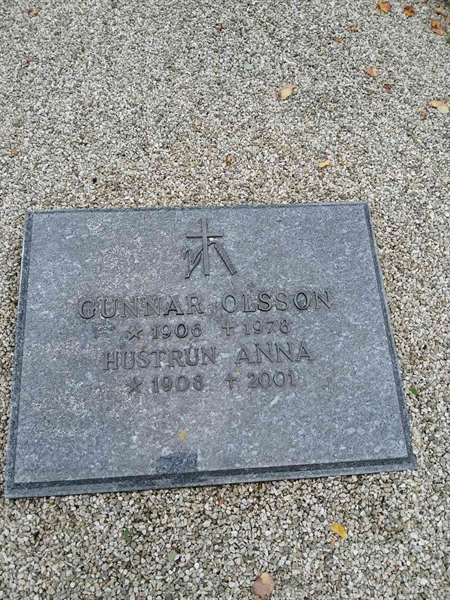 GUNNAR OLSSON
★ 1906 ✝ 1978
HUSTRUN ANNA
★ 1908 ✝ 2001